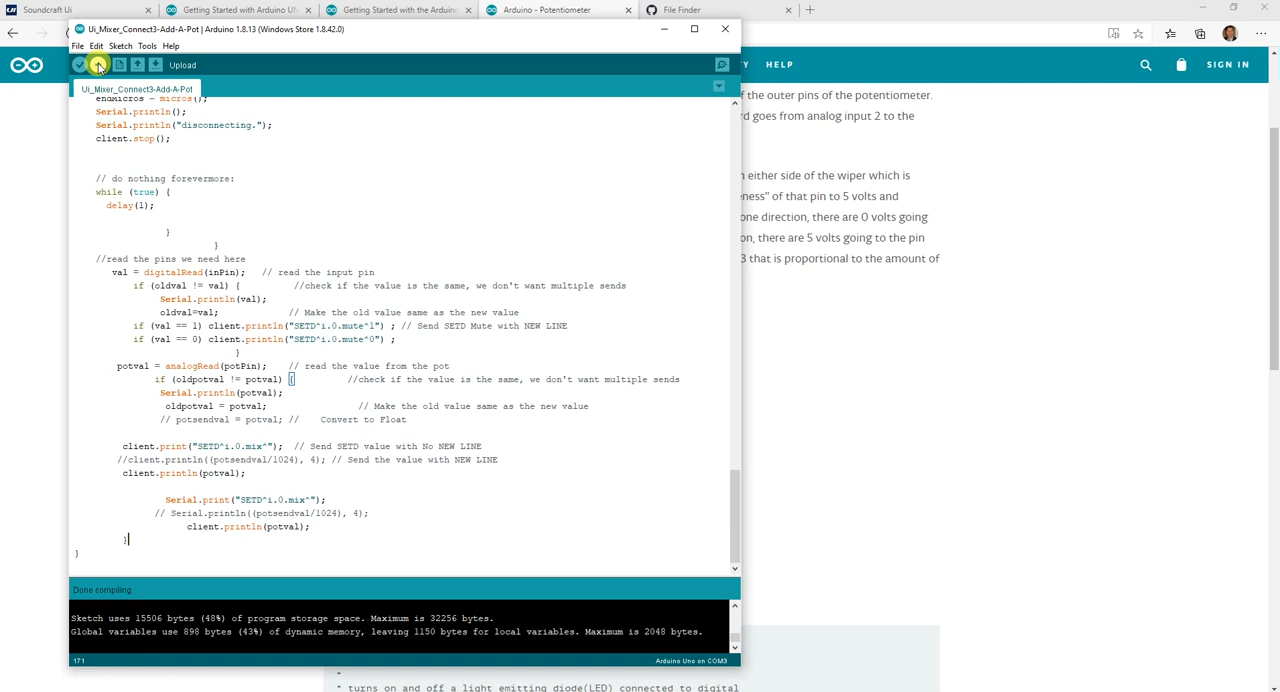 Soundcraft Ui
Getting Started with Arduino UN
Getting Started with the Arduino
Arduino - Potentiometer
File Finder
Ui_Mixer_Connect3-Add-A-Pot | Arduino 1.8.13 (Windows Store 1.8.42.0)
File Edit Sketch Tools Help
Upload
HELP
SIGN IN
Ui_Mixer_Connect3-Add-A-Pot
endMicros = micros();
Serial.println();
Serial.println("disconnecting.");
client.stop();
// do nothing forevermore:
while (true) {
delay(1);
}
}
//read the pins we need here
val = digitalRead(inPin); // read the input pin
if (oldval != val) { //check if the value is the same, we don't want multiple sends
Serial.println(val);
oldval=val; // Make the old value same as the new value
if (val == 1) client.println("SETD^i.0.mute^1") ; // Send SETD Mute with NEW LINE
if (val == 0) client.println("SETD^i.0.mute^0") ;
}
potval = analogRead(potPin); // read the value from the pot
if (oldpotval != potval) { //check if the value is the same, we don't want multiple sends
Serial.println(potval);
oldpotval = potval; // Make the old value same as the new value
// potsendval = potval; // Convert to Float
client.print("SETD^i.0.mix^"); // Send SETD value with No NEW LINE
//client.println((potsendval/1024), 4); // Send the value with NEW LINE
client.println(potval);
Serial.print("SETD^i.0.mix^");
// Serial.println((potsendval/1024), 4);
client.println(potval);
}
}
Done compiling.
Sketch uses 15506 bytes (48%) of program storage space. Maximum is 32256 bytes.
Global variables use 898 bytes (43%) of dynamic memory, leaving 1150 bytes for local variables. Maximum is 2048 bytes.
171
Arduino Uno on COM3
f the outer pins of the potentiometer.
rd goes from analog input 2 to the
n either side of the wiper which is
ness" of that pin to 5 volts and
one direction, there are 0 volts going
on, there are 5 volts going to the pin
3 that is proportional to the amount of
* turns on and off a light emitting diode(LED) connected to digital